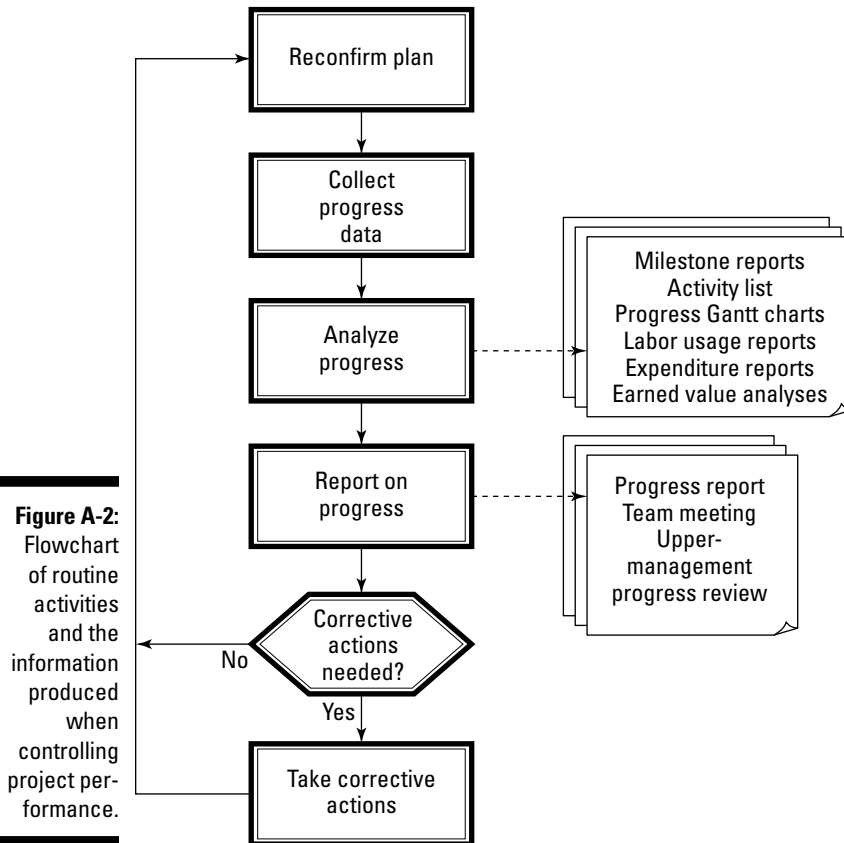 Reconfirm plan
Collect
progress
data
Analyze
progress
Milestone reports
Activity list
Progress Gantt charts
Labor usage reports
Expenditure reports
Earned value analyses
Report on
progress
Progress report
Team meeting
Upper-
management
progress review
Corrective
actions
needed?
No
Yes
Take corrective
actions
Figure A-2:
Flowchart
of routine
activities
and the
information
produced
when
controlling
project per-
formance.